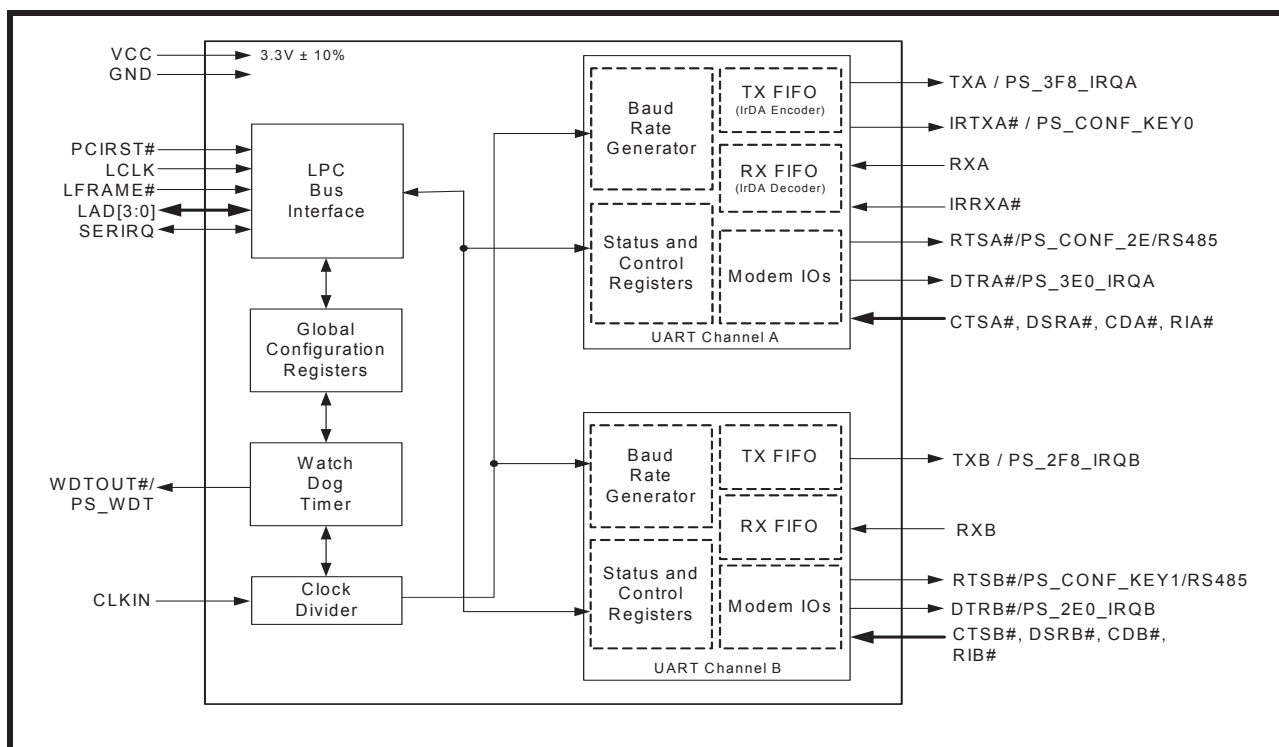 VCC
GND
3.3V ± 10%
PCIRST#
LCLK
LFRAME#
LAD[3:0]
SERIRQ
LPC
Bus
Interface
Global
Configuration
Registers
WDTOUT#/
PS_WDT
Watch
Dog
Timer
CLKIN
Clock
Divider
Baud
Rate
Generator
TX FIFO
(IrDA Encoder)
RX FIFO
(IrDA Decoder)
Status and
Control
Registers
Modem IOs
UART Channel A
TXA / PS_3F8_IRQA
IRTXA# / PS_CONF_KEY0
RXA
IRRXA#
RTSA#/PS_CONF_2E/RS485
DTRA#/PS_3E0_IRQA
CTSA#, DSRA#, CDA#, RIA#
Baud
Rate
Generator
TX FIFO
RX FIFO
Status and
Control
Registers
Modem IOs
UART Channel B
TXB / PS_2F8_IRQB
RXB
RTSB#/PS_CONF_KEY1/RS485
DTRB#/PS_2E0_IRQB
CTSB#, DSRB#, CDB#,
RIB#